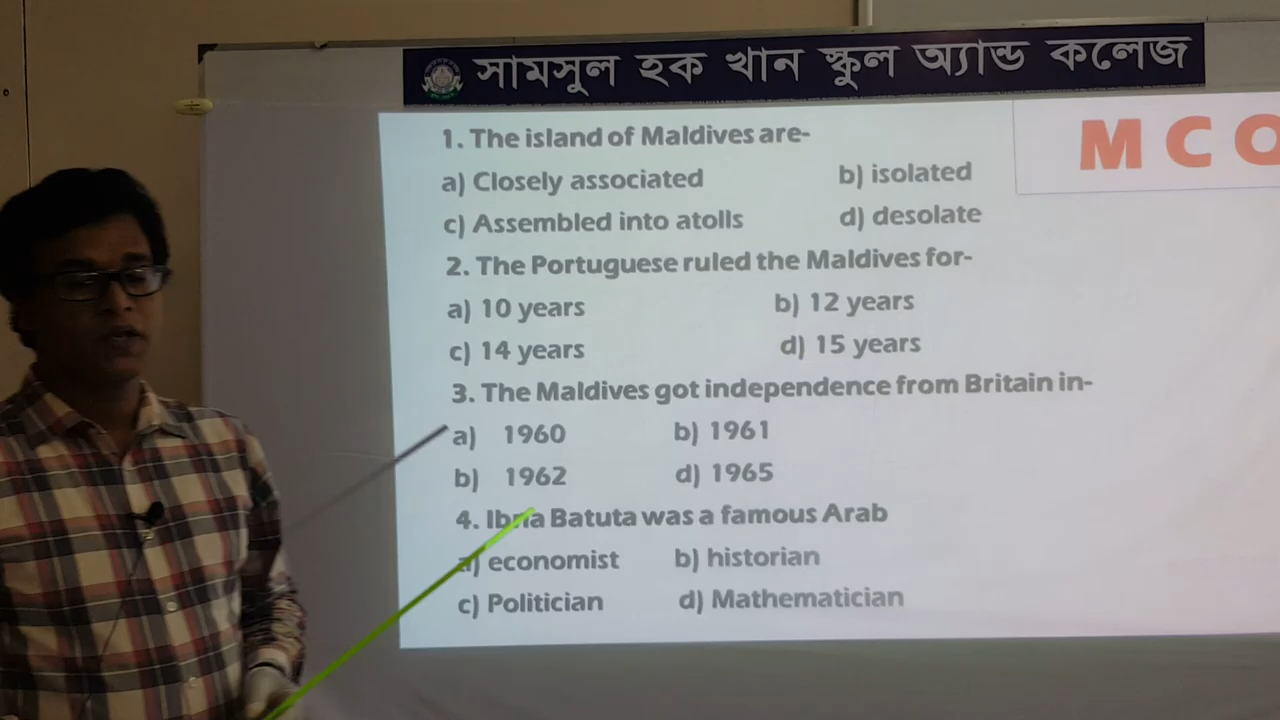 সামসুল হক খান স্কুল অ্যান্ড কলেজ
M C Q
1. The island of Maldives are-
a) Closely associated b) isolated
c) Assembled into atolls d) desolate
2. The Portuguese ruled the Maldives for-
a) 10 years b) 12 years
c) 14 years d) 15 years
3. The Maldives got independence from Britain in-
a) 1960 b) 1961
b) 1962 d) 1965
4. Ibna Batuta was a famous Arab
a) economist b) historian
c) Politician d) Mathematician